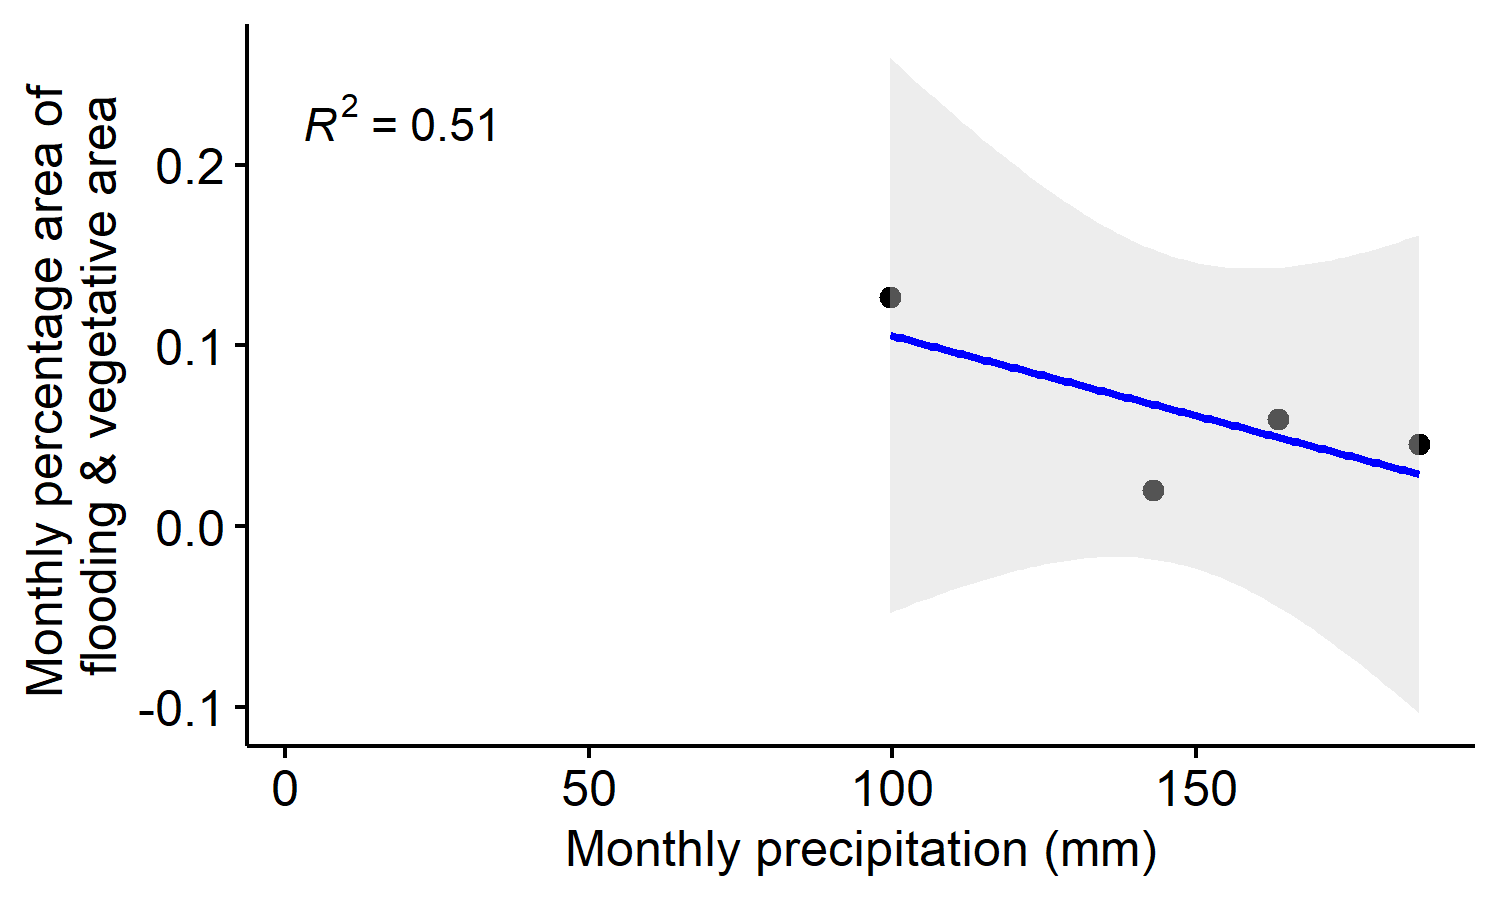 Monthly percentage area of
flooding & vegetative area
R² = 0.51
0.2
0.1
0.0
-0.1
0 50 100 150
Monthly precipitation (mm)